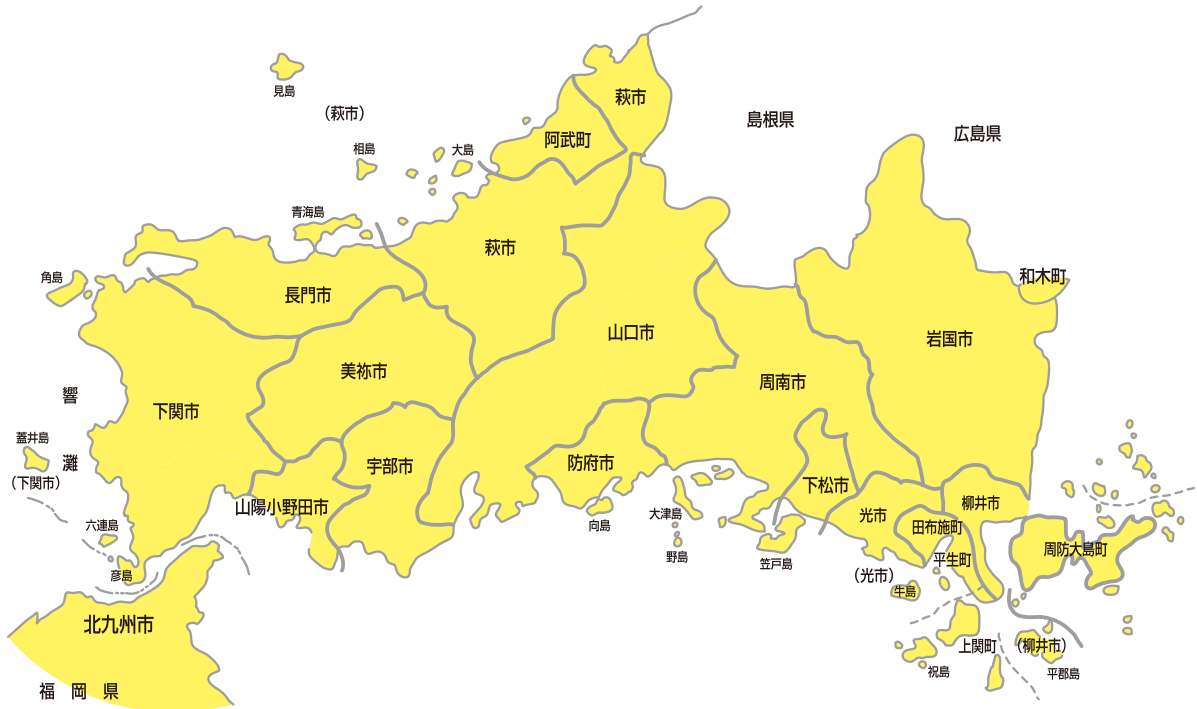 見島
萩市
（萩市）
島根県
広島県
阿武町
相島
大島
青海島
萩市
角島
和木町
長門市
山口市
岩国市
美祢市
周南市
響
下関市
蓋井島
灘
防府市
宇部市
（下関市）
下松市
柳井市
山陽小野田市
大津島
光市
六連島
向島
田布施町
周防大島町
野島
笠戸島
平生町
彦島
（光市）
牛島
北九州市
上関町
（柳井市）
祝島
平郡島
福岡県